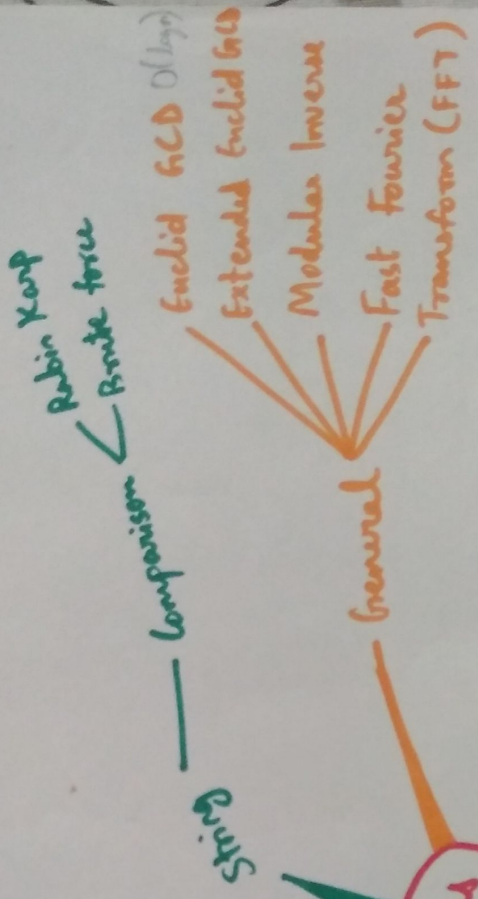 String
Comparison
Rabin Karp
Brute force
General
Euclid GCD O(logn)
Extended Euclid GCD
Modular Inverse
Fast Fourier
Transform (FFT)
A